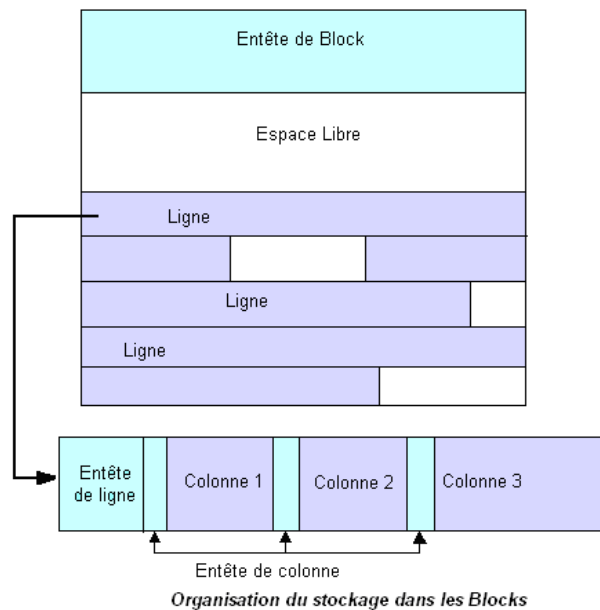 Entête de Block
Espace Libre
Ligne
Ligne
Ligne
Entête
de ligne
Colonne 1
Colonne 2
Colonne 3
Entête de colonne
Organisation du stockage dans les Blocks